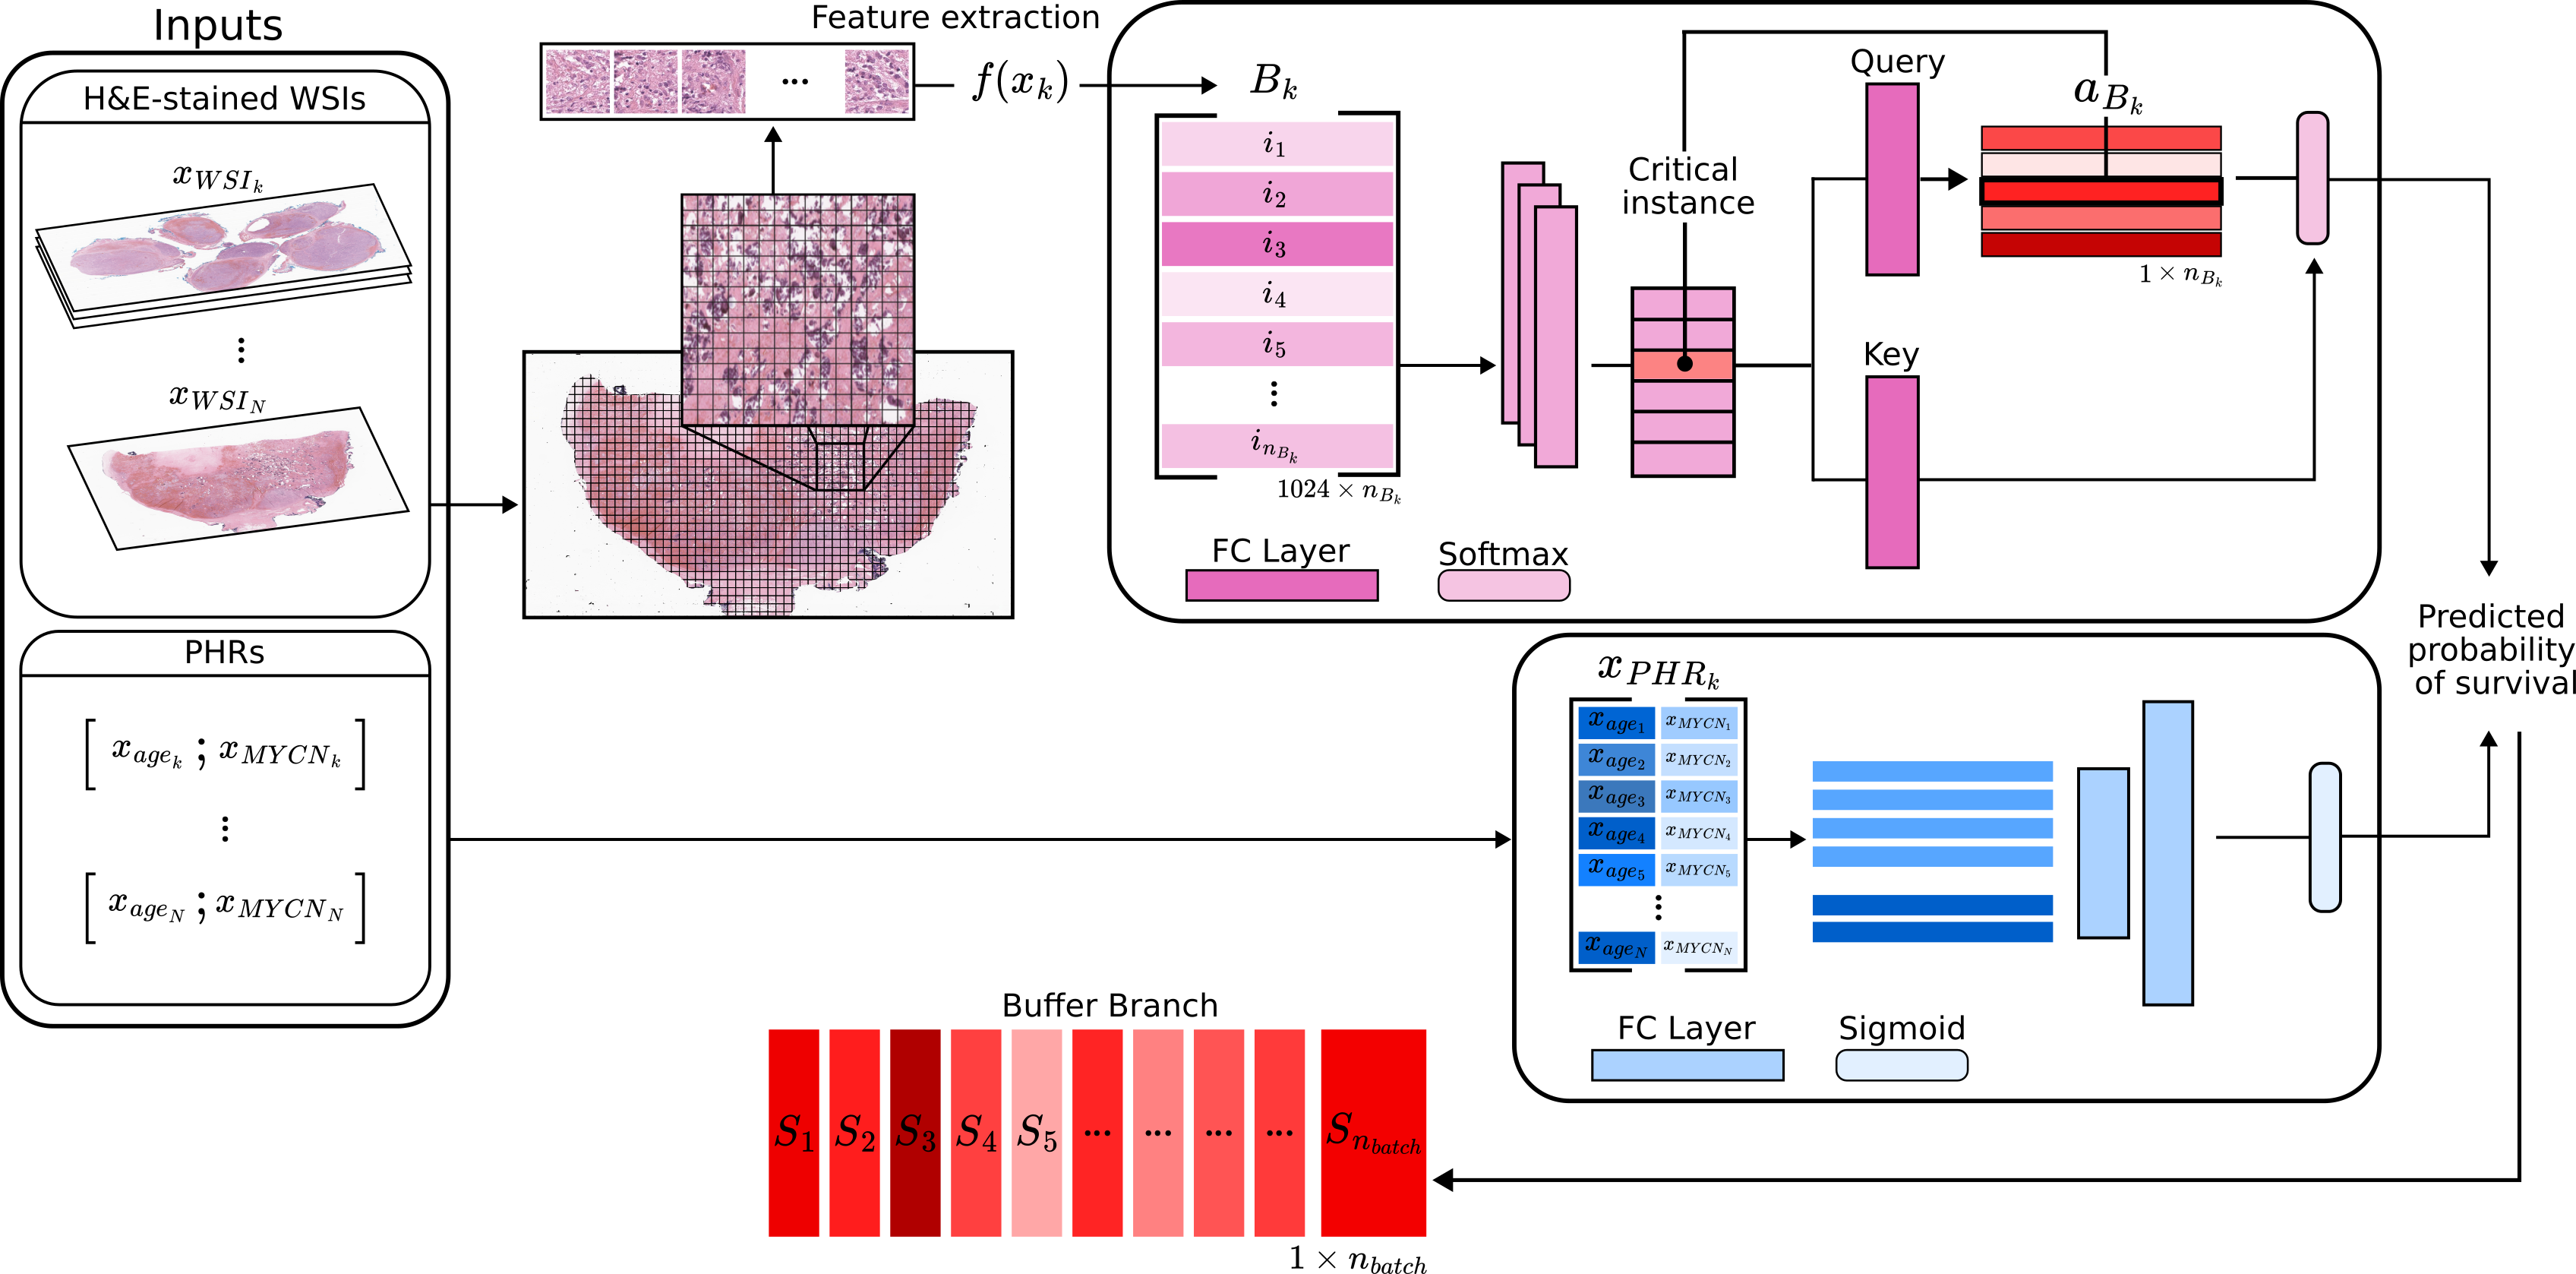 Inputs
H&E-stained WSIs
x_{WSI_k}
⋮
x_{WSI_N}
PHRs
[ x_{age_k} ; x_{MYCN_k} ]
⋮
[ x_{age_N} ; x_{MYCN_N} ]
Feature extraction
...
f(x_k)
B_k
i_1
i_2
i_3
i_4
i_5
⋮
i_{n_{B_k}}
1024 × n_{B_k}
Critical
instance
Query
Key
a_{B_k}
1 × n_{B_k}
FC Layer
Softmax
Predicted
probability
of survival
x_{PHR_k}
x_{age_1} x_{MYCN_1}
x_{age_2} x_{MYCN_2}
x_{age_3} x_{MYCN_3}
x_{age_4} x_{MYCN_4}
x_{age_5} x_{MYCN_5}
⋮
x_{age_N} x_{MYCN_N}
FC Layer
Sigmoid
Buffer Branch
S_1 S_2 S_3 S_4 S_5 ... ... ... ... S_{n_{batch}}
1 × n_{batch}